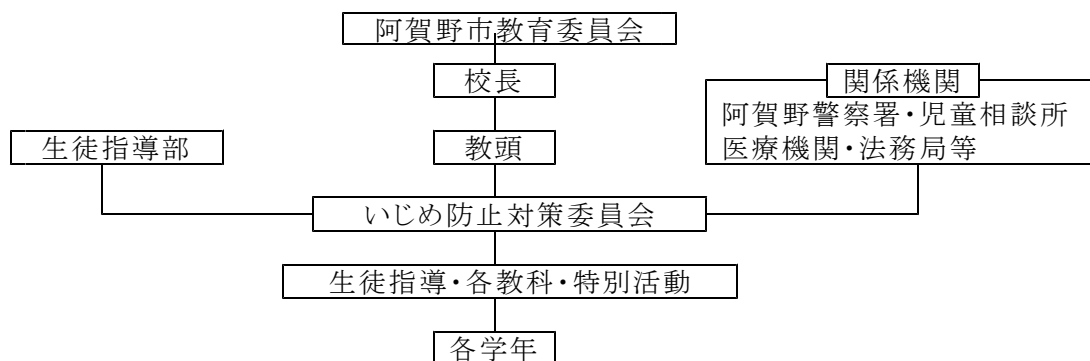 阿賀野市教育委員会
校長
関係機関
阿賀野警察署・児童相談所
医療機関・法務局等
生徒指導部
教頭
いじめ防止対策委員会
生徒指導・各教科・特別活動
各学年